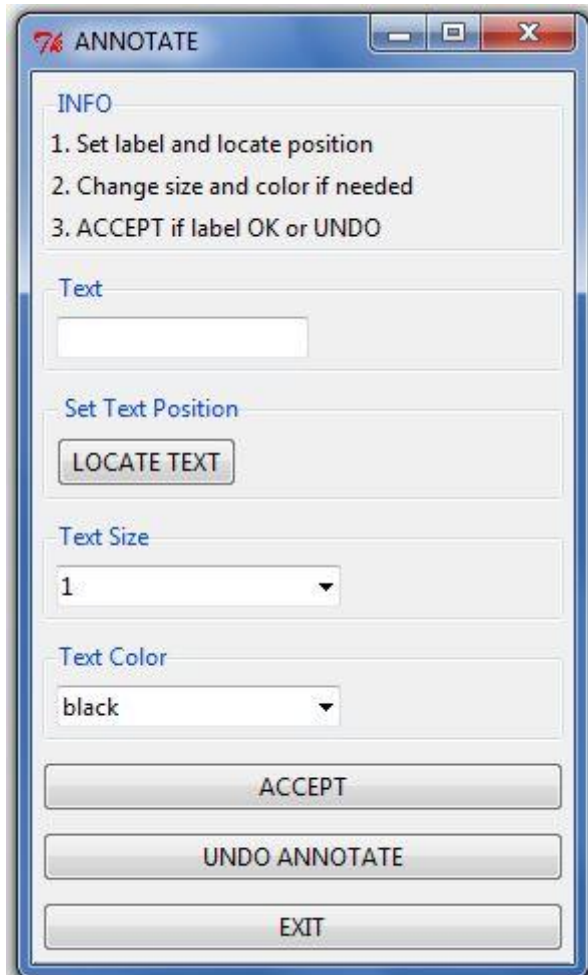 ANNOTATE
INFO
1. Set label and locate position
2. Change size and color if needed
3. ACCEPT if label OK or UNDO
Text
Set Text Position
LOCATE TEXT
Text Size
1
Text Color
black
ACCEPT
UNDO ANNOTATE
EXIT